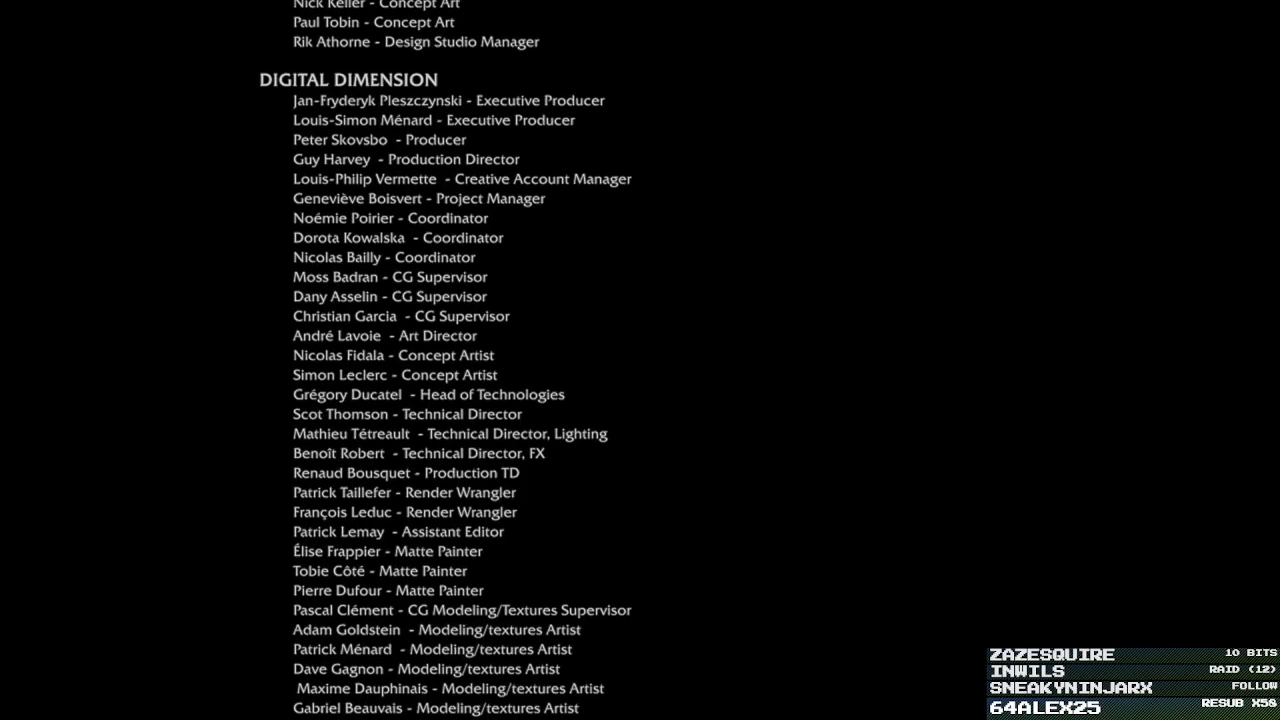 Nick Keller - Concept Art
Paul Tobin - Concept Art
Rik Athorne - Design Studio Manager
DIGITAL DIMENSION
Jan-Fryderyk Pleszczynski - Executive Producer
Louis-Simon Ménard - Executive Producer
Peter Skovsbo - Producer
Guy Harvey - Production Director
Louis-Philip Vermette - Creative Account Manager
Geneviève Boisvert - Project Manager
Noémie Poirier - Coordinator
Dorota Kowalska - Coordinator
Nicolas Bailly - Coordinator
Moss Badran - CG Supervisor
Dany Asselin - CG Supervisor
Christian Garcia - CG Supervisor
André Lavoie - Art Director
Nicolas Fidala - Concept Artist
Simon Leclerc - Concept Artist
Grégory Ducatel - Head of Technologies
Scot Thomson - Technical Director
Mathieu Tétreault - Technical Director, Lighting
Benoît Robert - Technical Director, FX
Renaud Bousquet - Production TD
Patrick Taillefer - Render Wrangler
François Leduc - Render Wrangler
Patrick Lemay - Assistant Editor
Élise Frappier - Matte Painter
Tobie Côté - Matte Painter
Pierre Dufour - Matte Painter
Pascal Clément - CG Modeling/Textures Supervisor
Adam Goldstein - Modeling/textures Artist
Patrick Ménard - Modeling/textures Artist
Dave Gagnon - Modeling/textures Artist
Maxime Dauphinais - Modeling/textures Artist
Gabriel Beauvais - Modeling/textures Artist
ZAZESQUIRE 10 BITS
INWILS RAID (12)
SNEAKYNINJARX FOLLOW
64ALEX25 RESUB X50